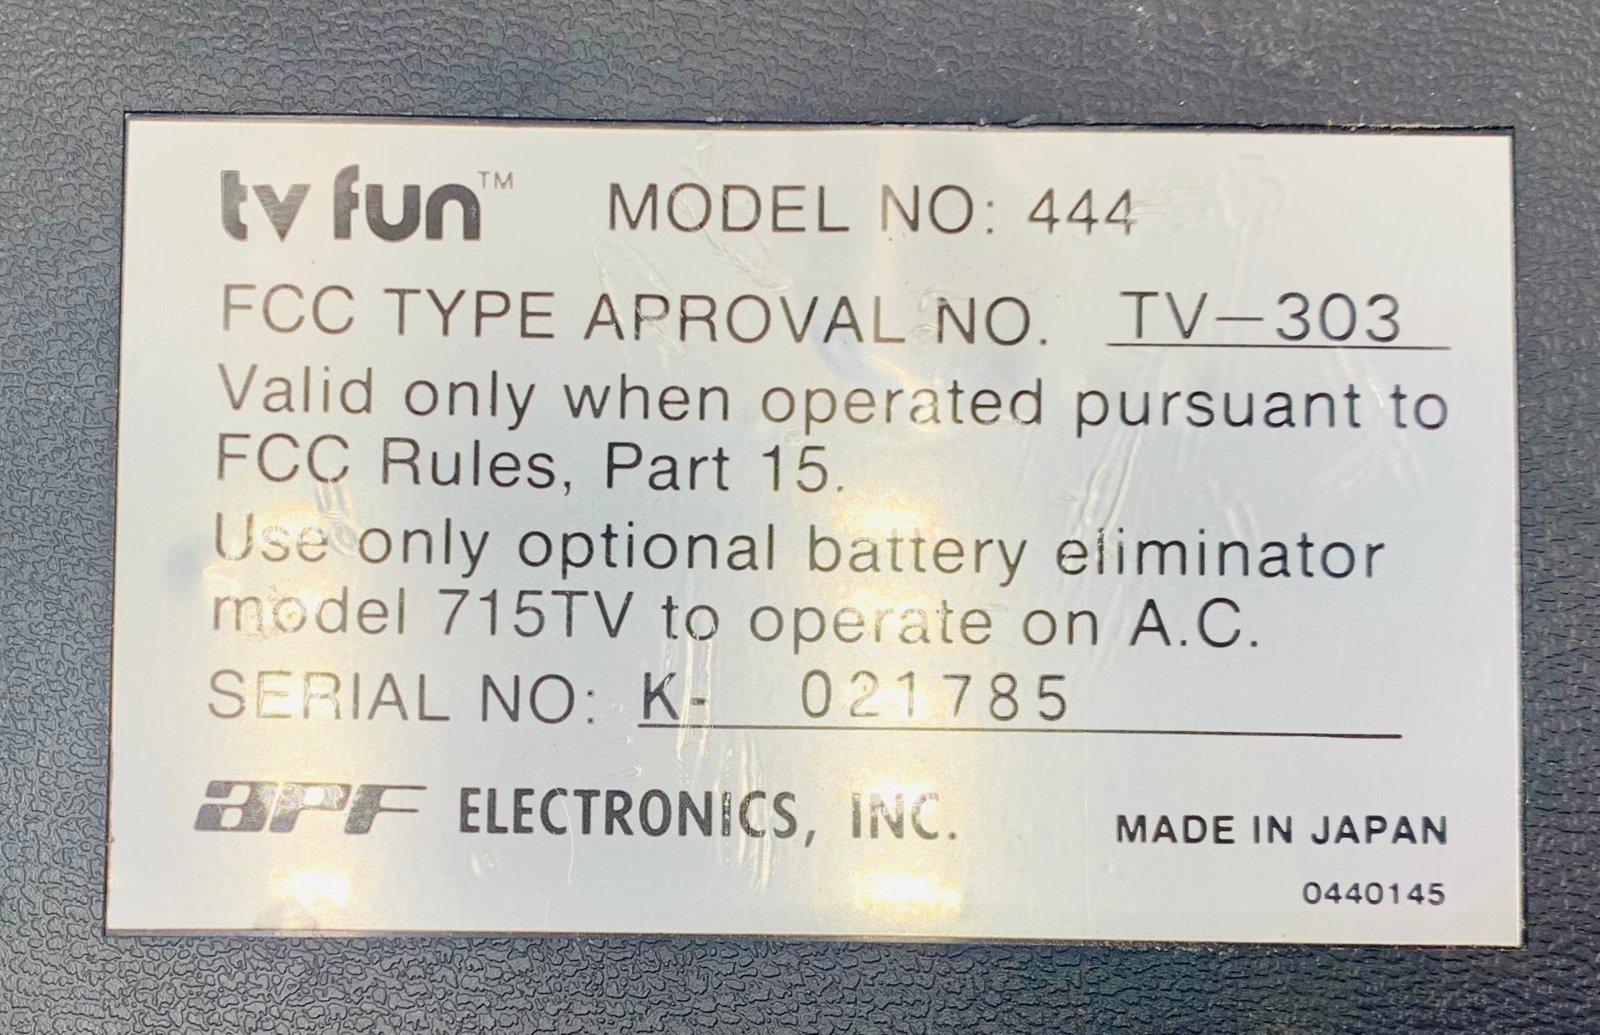 tv fun™ MODEL NO: 444
FCC TYPE APROVAL NO. TV-303
Valid only when operated pursuant to
FCC Rules, Part 15.
Use only optional battery eliminator
model 715TV to operate on A.C.
SERIAL NO: K- 021785
aPF ELECTRONICS, INC.
MADE IN JAPAN
0440145